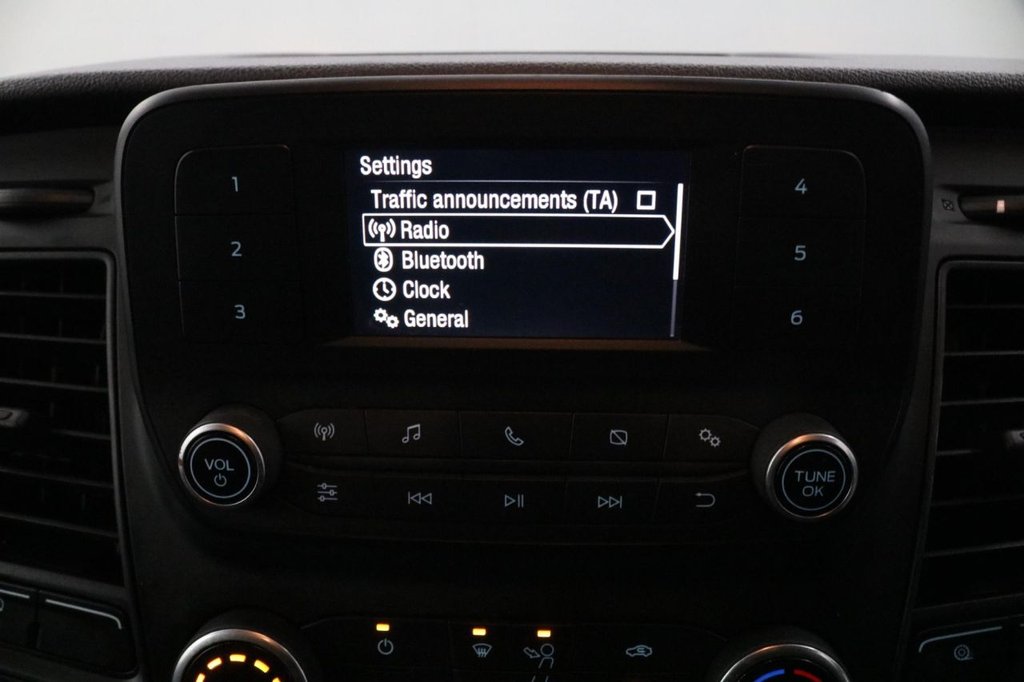 Settings
Traffic announcements (TA)
Radio
Bluetooth
Clock
General
1
2
3
4
5
6
VOL
TUNE
OK